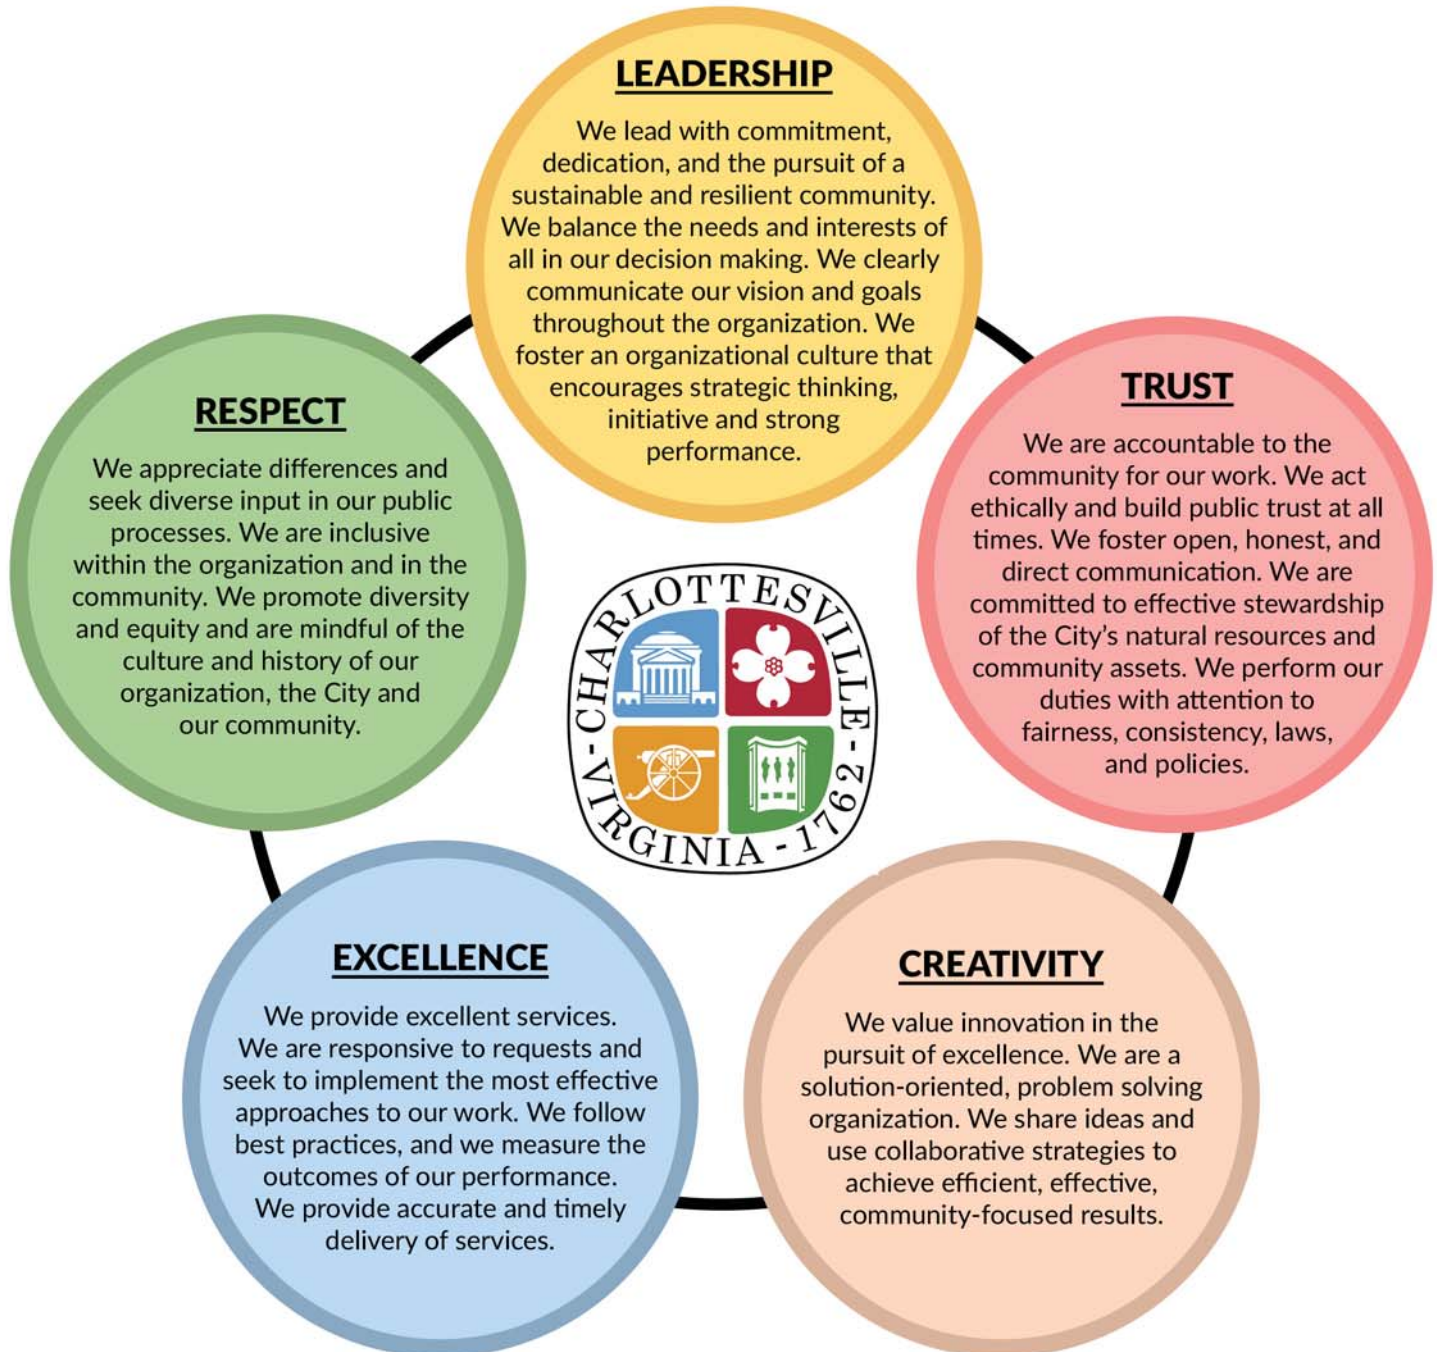 LEADERSHIP
We lead with commitment,
dedication, and the pursuit of a
sustainable and resilient community.
We balance the needs and interests of
all in our decision making. We clearly
communicate our vision and goals
throughout the organization. We
foster an organizational culture that
encourages strategic thinking,
initiative and strong
performance.
RESPECT
We appreciate differences and
seek diverse input in our public
processes. We are inclusive
within the organization and in the
community. We promote diversity
and equity and are mindful of the
culture and history of our
organization, the City and
our community.
TRUST
We are accountable to the
community for our work. We act
ethically and build public trust at all
times. We foster open, honest, and
direct communication. We are
committed to effective stewardship
of the City’s natural resources and
community assets. We perform our
duties with attention to
fairness, consistency, laws,
and policies.
CHARLOTTESVILLE - VIRGINIA - 1762 -
EXCELLENCE
We provide excellent services.
We are responsive to requests and
seek to implement the most effective
approaches to our work. We follow
best practices, and we measure the
outcomes of our performance.
We provide accurate and timely
delivery of services.
CREATIVITY
We value innovation in the
pursuit of excellence. We are a
solution-oriented, problem solving
organization. We share ideas and
use collaborative strategies to
achieve efficient, effective,
community-focused results.